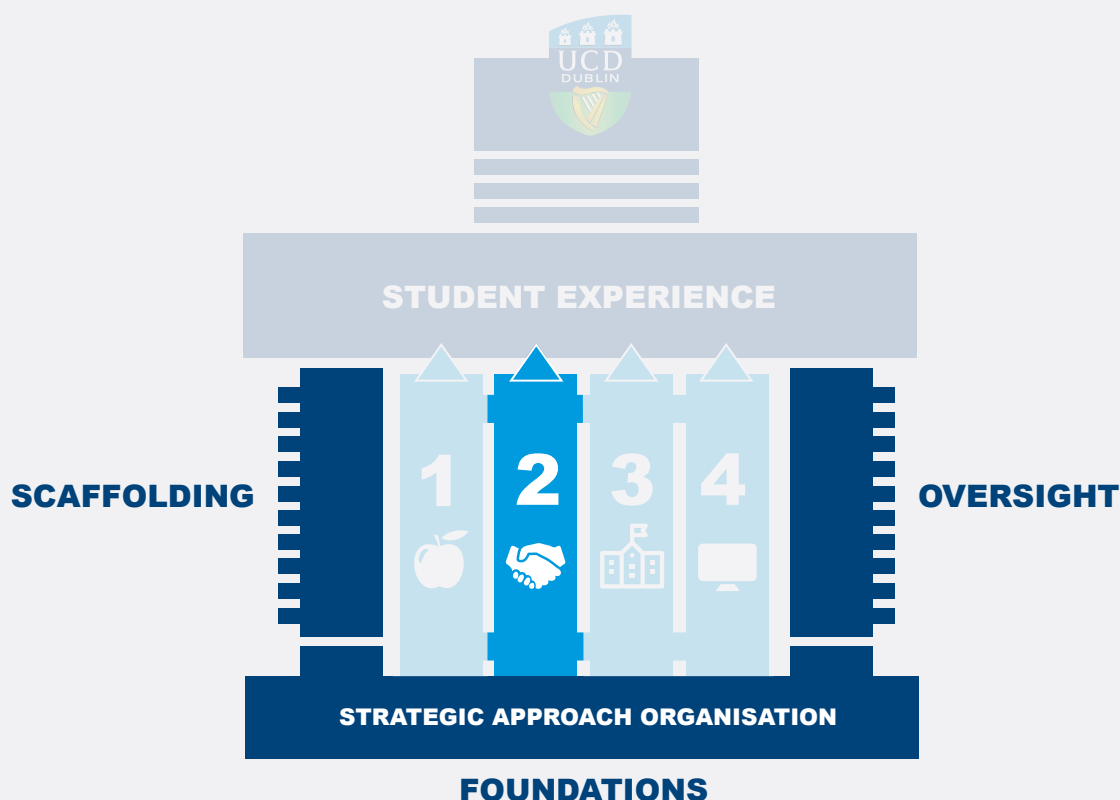 UCD
DUBLIN
STUDENT EXPERIENCE
1 2 3 4
SCAFFOLDING
OVERSIGHT
STRATEGIC APPROACH ORGANISATION
FOUNDATIONS